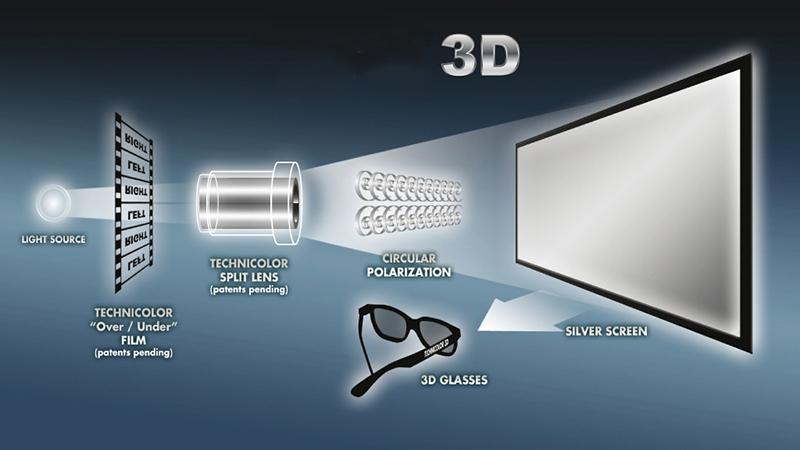 3D
RIGHT
LEFT
RIGHT
LEFT
RIGHT
LEFT
LIGHT SOURCE
TECHNICOLOR
"Over / Under"
FILM
(patents pending)
TECHNICOLOR
SPLIT LENS
(patents pending)
CIRCULAR
POLARIZATION
SILVER SCREEN
TECHNICOLOR 3D
3D GLASSES